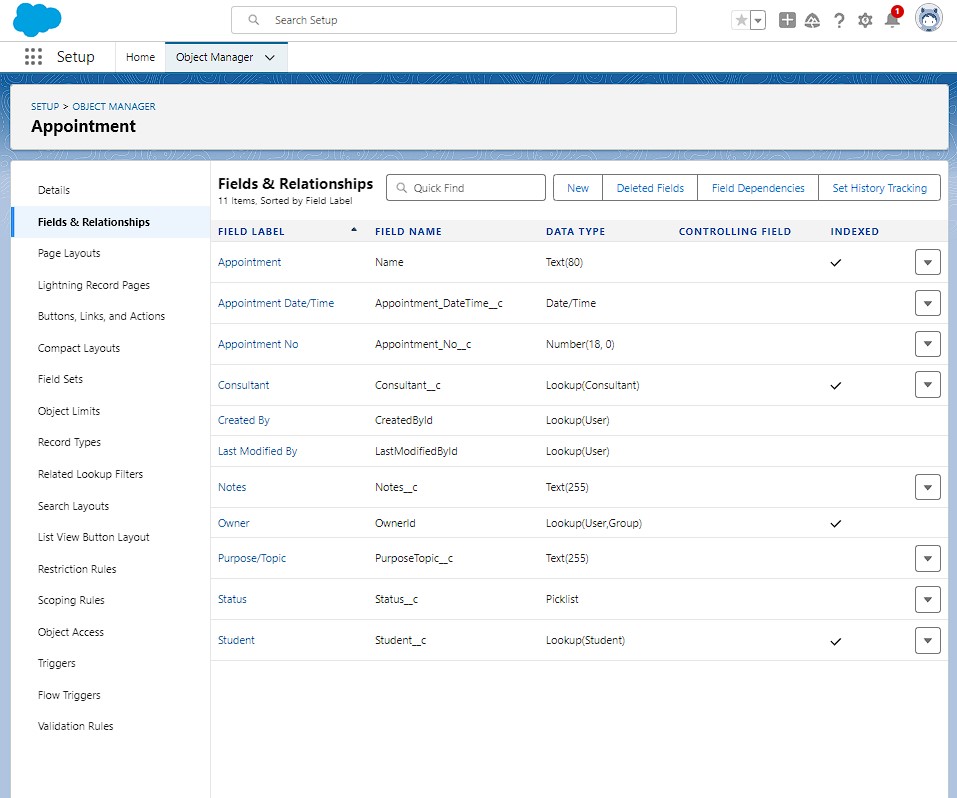 Search Setup
1
Setup
Home
Object Manager
SETUP > OBJECT MANAGER
Appointment
Details
Fields & Relationships
Page Layouts
Lightning Record Pages
Buttons, Links, and Actions
Compact Layouts
Field Sets
Object Limits
Record Types
Related Lookup Filters
Search Layouts
List View Button Layout
Restriction Rules
Scoping Rules
Object Access
Triggers
Flow Triggers
Validation Rules
Fields & Relationships
11 Items, Sorted by Field Label
Quick Find
New Deleted Fields Field Dependencies Set History Tracking
FIELD LABEL FIELD NAME DATA TYPE CONTROLLING FIELD INDEXED
Appointment Name Text(80)
Appointment Date/Time Appointment_DateTime__c Date/Time
Appointment No Appointment_No__c Number(18, 0)
Consultant Consultant__c Lookup(Consultant)
Created By CreatedById Lookup(User)
Last Modified By LastModifiedById Lookup(User)
Notes Notes__c Text(255)
Owner OwnerId Lookup(User,Group)
Purpose/Topic PurposeTopic__c Text(255)
Status Status__c Picklist
Student Student__c Lookup(Student)